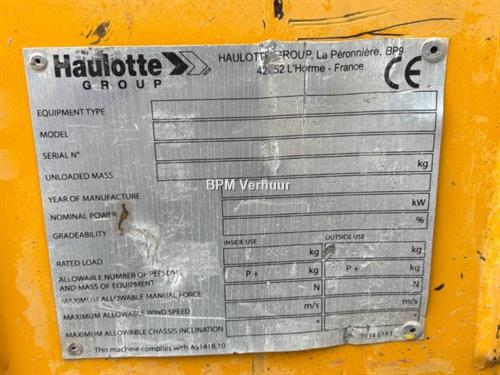 Haulotte
GROUP
HAULOTTE GROUP, La Péronnière, BP9
42152 L'Horme - France
CE
EQUIPMENT TYPE
MODEL
SERIAL N°
UNLOADED MASS kg
YEAR OF MANUFACTURE
BPM Verhuur
NOMINAL POWER kW
GRADEABILITY %
INSIDE USE OUTSIDE USE
RATED LOAD kg kg
ALLOWABLE NUMBER OF PERSONS
AND MASS OF EQUIPMENT P + kg P + kg
MAXIMUM ALLOWABLE MANUAL FORCE N N
MAXIMUM ALLOWABLE WIND SPEED m/s m/s
MAXIMUM ALLOWABLE CHASSIS INCLINATION ° °
This machine complies with AS1418.10